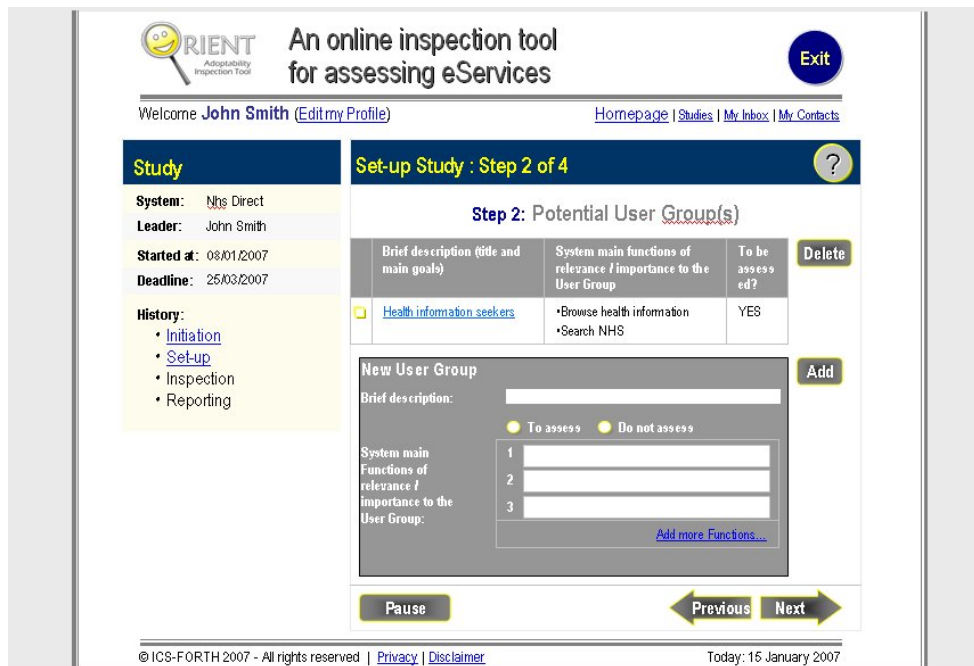 ORIENT
Adoptability
Inspection Tool
An online inspection tool
for assessing eServices
Exit
Welcome John Smith (Edit my Profile)
Homepage | Studies | My Inbox | My Contacts
Study
System: Nhs Direct
Leader: John Smith
Started at: 08/01/2007
Deadline: 25/03/2007
History:
• Initiation
• Set-up
• Inspection
• Reporting
Set-up Study : Step 2 of 4
?
Step 2: Potential User Group(s)
Brief description (title and
main goals)
System main functions of
relevance / importance to the
User Group
To be
assess
ed?
Delete
Health information seekers
•Browse health information
•Search NHS
YES
New User Group
Add
Brief description:
To assess Do not assess
System main
Functions of
relevance /
importance to the
User Group:
1
2
3
Add more Functions...
Pause
Previous
Next
© ICS-FORTH 2007 - All rights reserved | Privacy | Disclaimer
Today: 15 January 2007